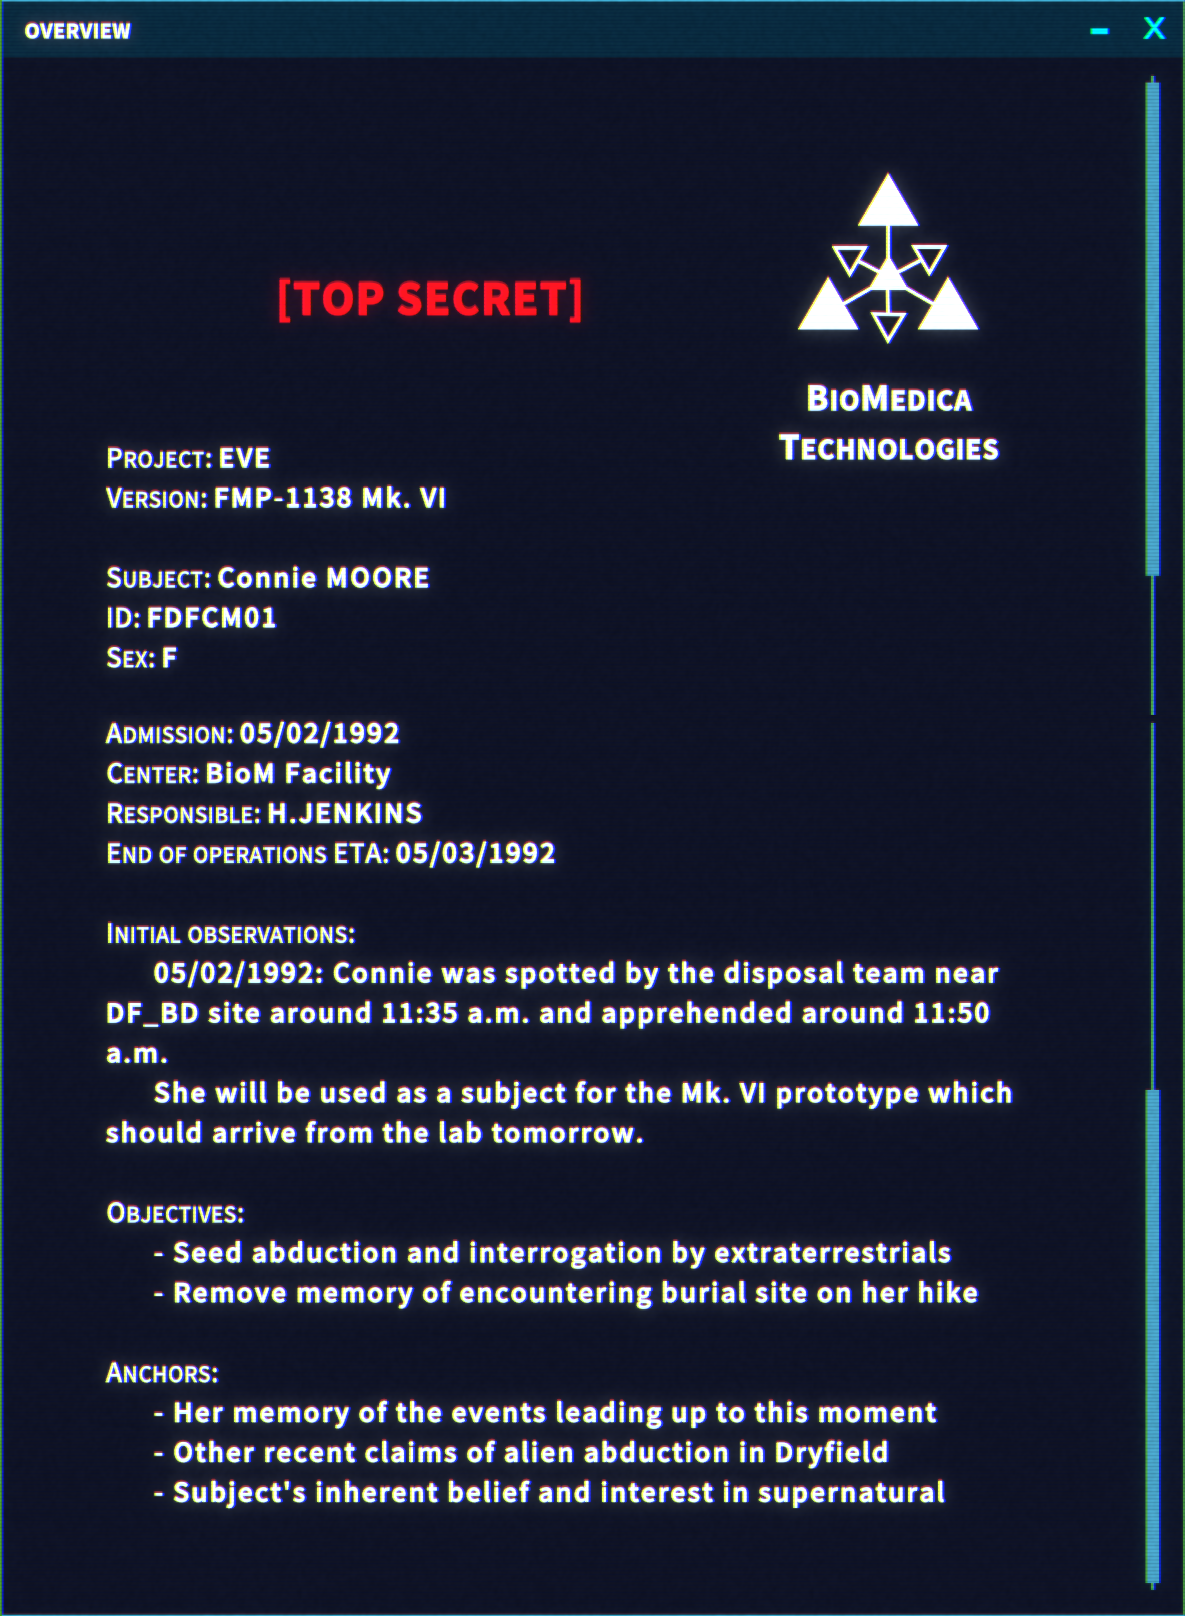 OVERVIEW
[TOP SECRET]
BioMedica
Technologies
Project: EVE
Version: FMP-1138 Mk. VI
Subject: Connie MOORE
ID: FDFCM01
Sex: F
Admission: 05/02/1992
Center: BioM Facility
Responsible: H.JENKINS
End of operations ETA: 05/03/1992
Initial observations:
05/02/1992: Connie was spotted by the disposal team near
DF_BD site around 11:35 a.m. and apprehended around 11:50
a.m.
She will be used as a subject for the Mk. VI prototype which
should arrive from the lab tomorrow.
Objectives:
- Seed abduction and interrogation by extraterrestrials
- Remove memory of encountering burial site on her hike
Anchors:
- Her memory of the events leading up to this moment
- Other recent claims of alien abduction in Dryfield
- Subject's inherent belief and interest in supernatural